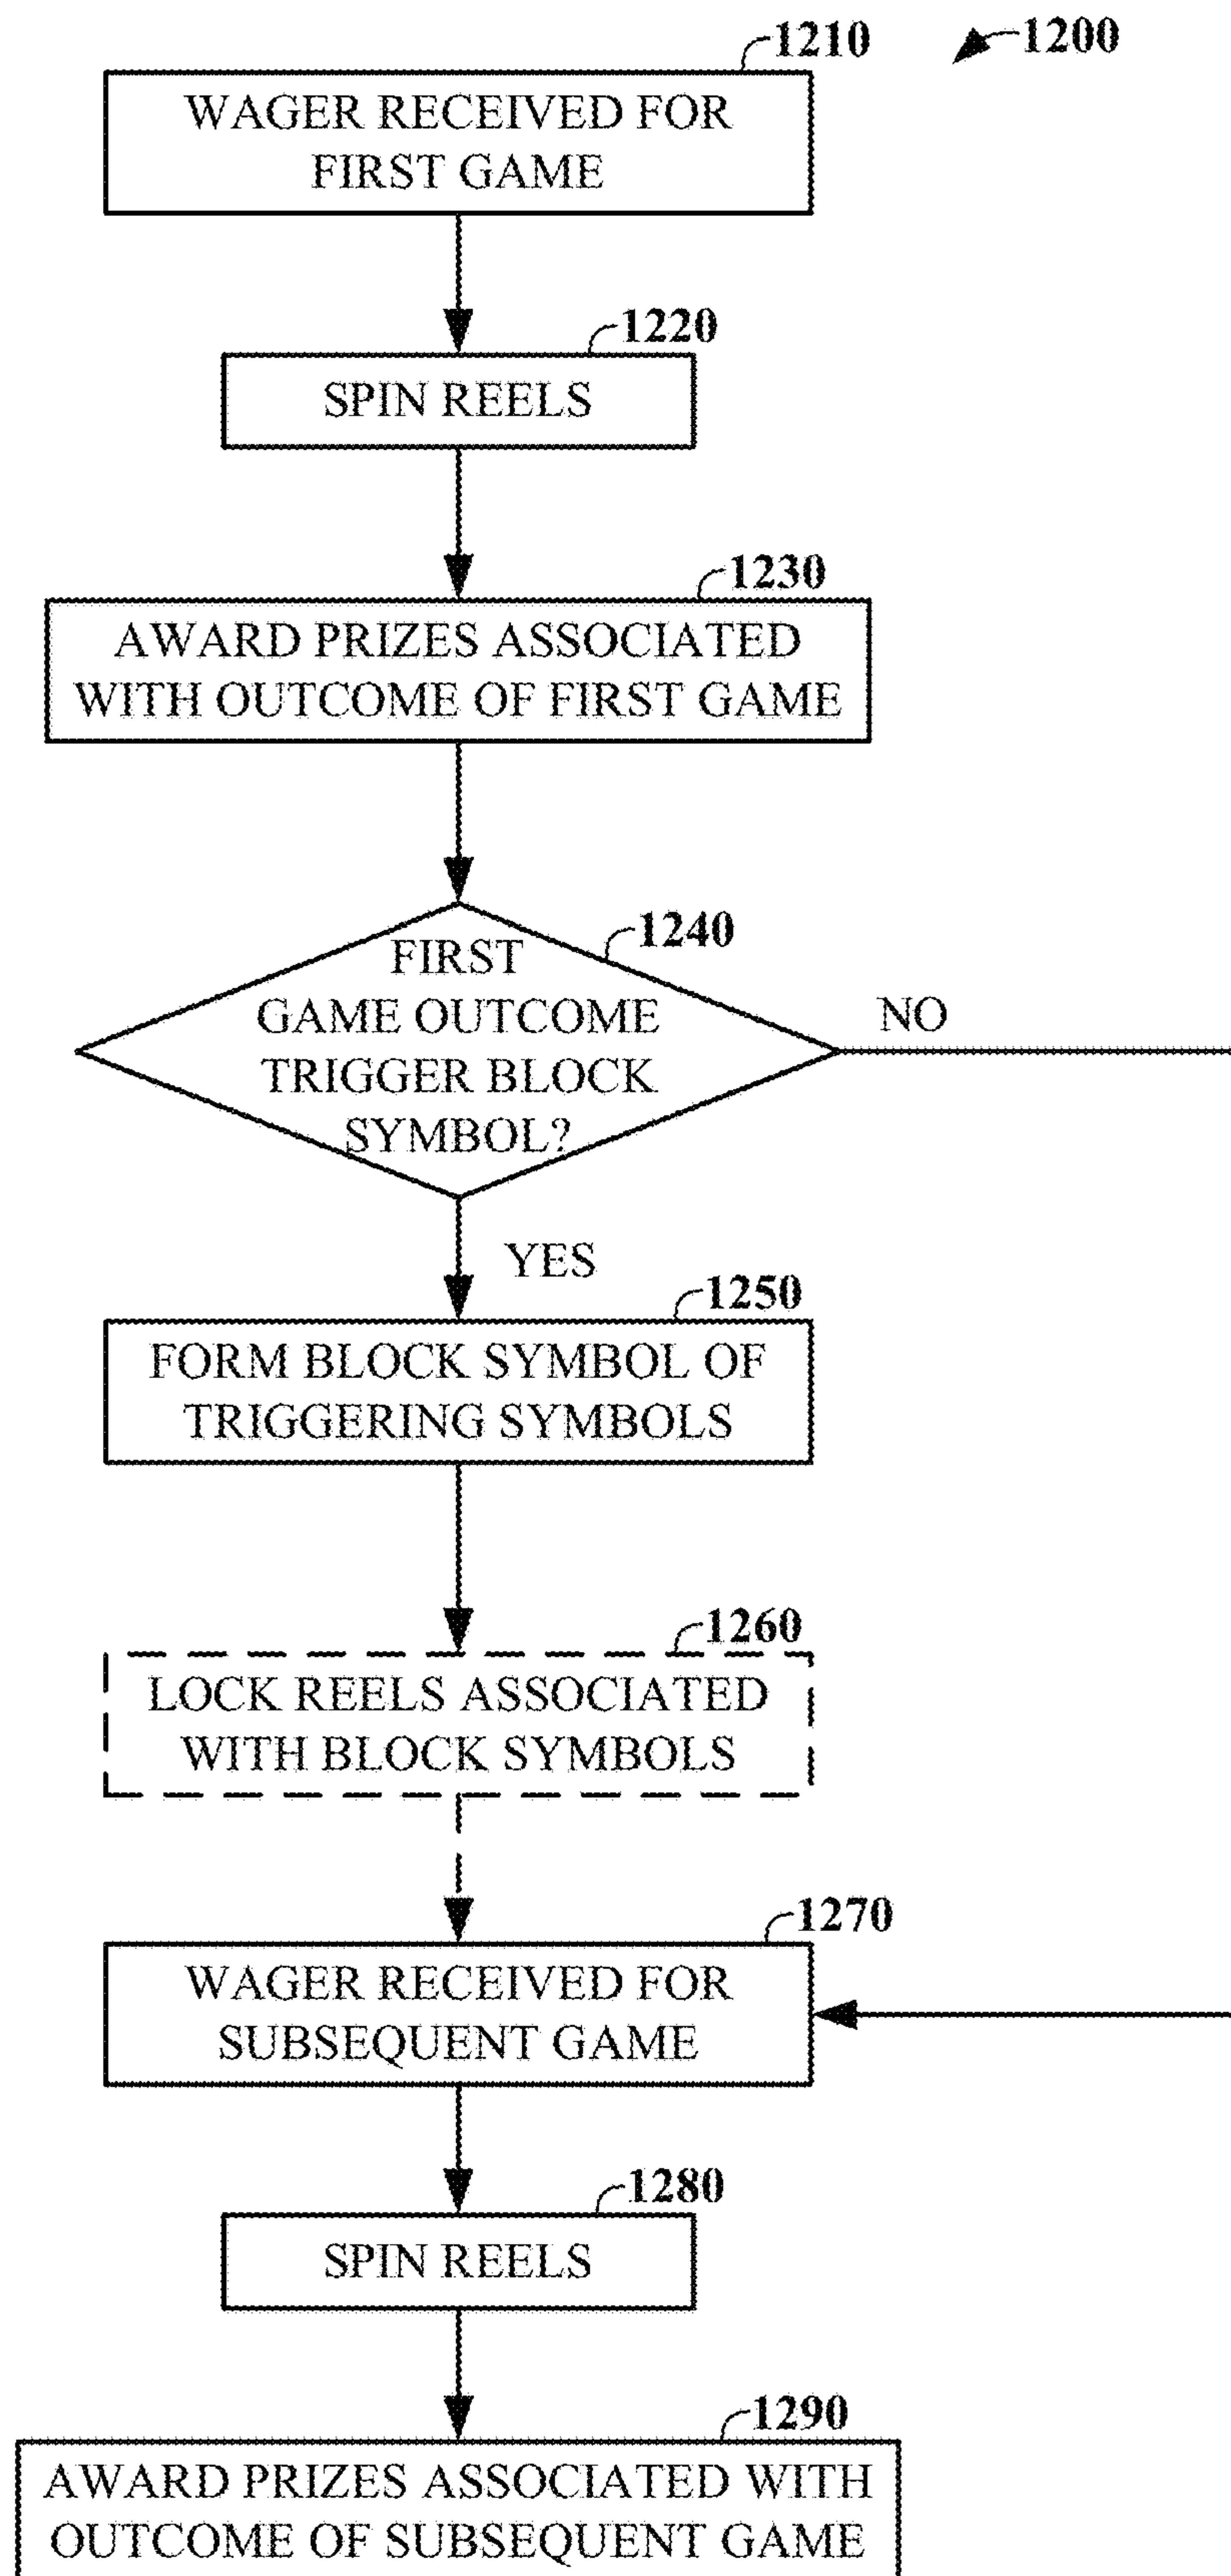 1210
1200
WAGER RECEIVED FOR
FIRST GAME
1220
SPIN REELS
1230
AWARD PRIZES ASSOCIATED
WITH OUTCOME OF FIRST GAME
1240
FIRST
GAME OUTCOME
TRIGGER BLOCK
SYMBOL?
NO
YES
1250
FORM BLOCK SYMBOL OF
TRIGGERING SYMBOLS
1260
LOCK REELS ASSOCIATED
WITH BLOCK SYMBOLS
1270
WAGER RECEIVED FOR
SUBSEQUENT GAME
1280
SPIN REELS
1290
AWARD PRIZES ASSOCIATED WITH
OUTCOME OF SUBSEQUENT GAME